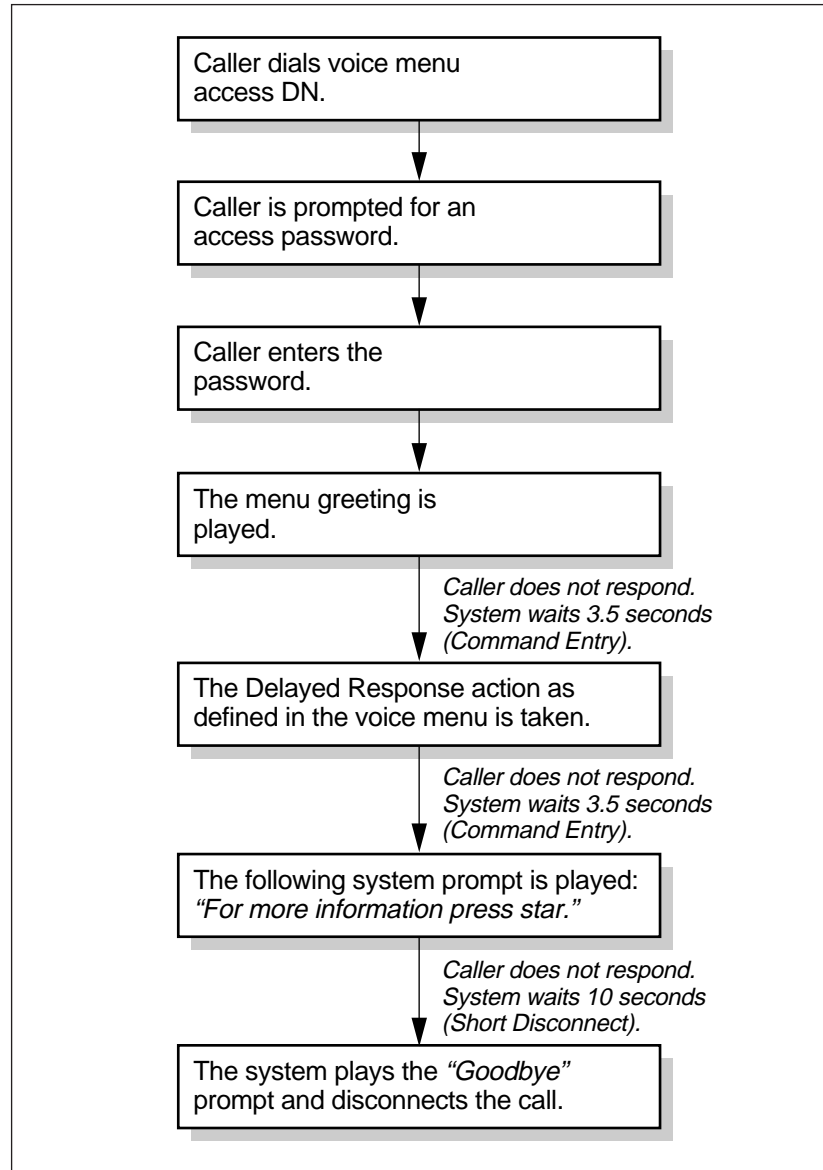 Caller dials voice menu
access DN.
Caller is prompted for an
access password.
Caller enters the
password.
The menu greeting is
played.
Caller does not respond.
System waits 3.5 seconds
(Command Entry).
The Delayed Response action as
defined in the voice menu is taken.
Caller does not respond.
System waits 3.5 seconds
(Command Entry).
The following system prompt is played:
“For more information press star.”
Caller does not respond.
System waits 10 seconds
(Short Disconnect).
The system plays the “Goodbye”
prompt and disconnects the call.